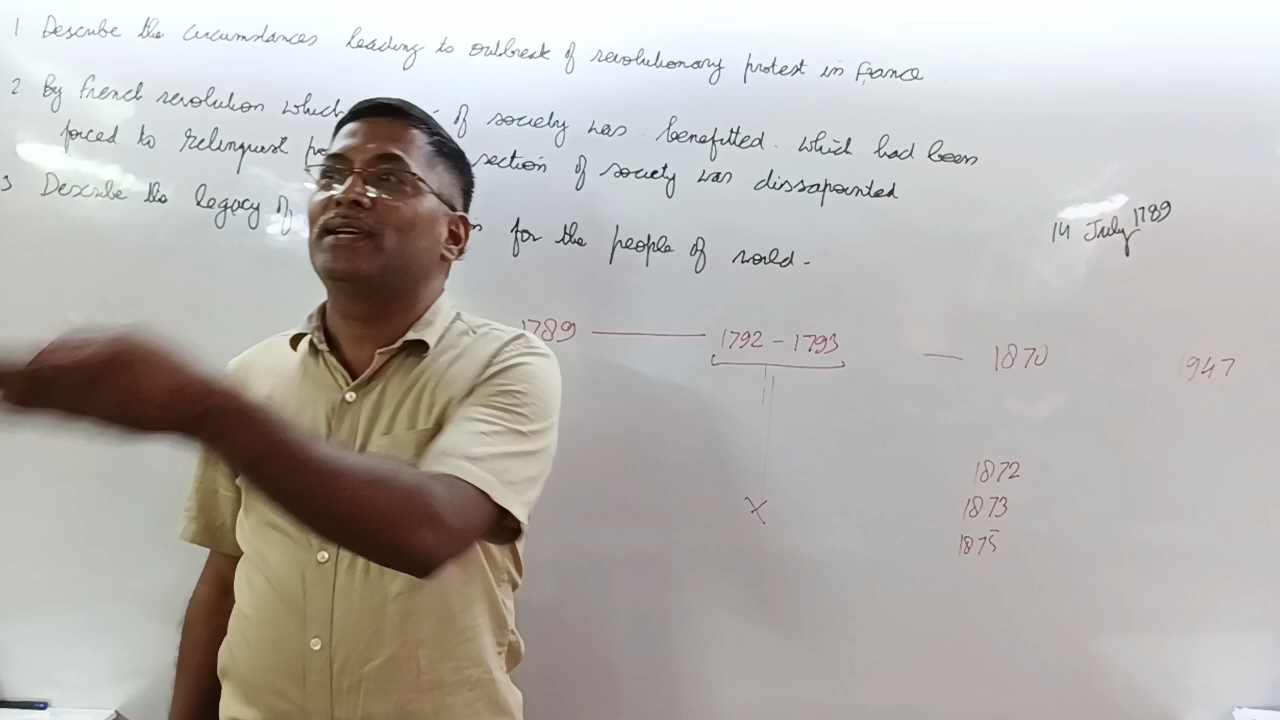 1 Describe the circumstances leading to outbreak of revolutionary protest in France
2 By French revolution which of society was benefitted. which had been
forced to relinquist section of society was dissapointed
3 Describe the legacy of for the people of world.
14 July 1789
1789 — 1792 - 1793 — 1870 1947
1872
1873
x
1875